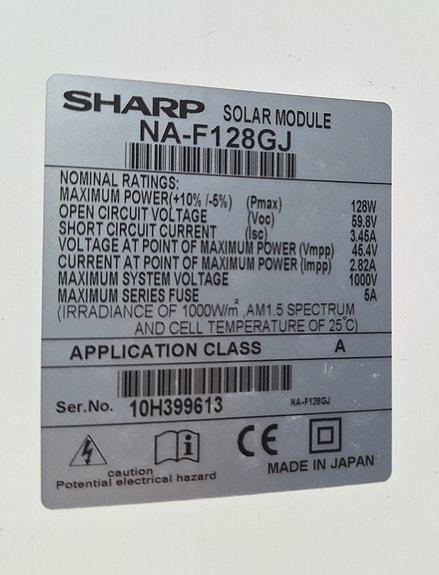 SHARP SOLAR MODULE
NA-F128GJ
NOMINAL RATINGS:
MAXIMUM POWER(+10% /-5%) (Pmax) 128W
OPEN CIRCUIT VOLTAGE (Voc) 59.8V
SHORT CIRCUIT CURRENT (Isc) 3.45A
VOLTAGE AT POINT OF MAXIMUM POWER (Vmpp) 45.4V
CURRENT AT POINT OF MAXIMUM POWER (Impp) 2.82A
MAXIMUM SYSTEM VOLTAGE 1000V
MAXIMUM SERIES FUSE 5A
(IRRADIANCE OF 1000W/m², AM1.5 SPECTRUM
AND CELL TEMPERATURE OF 25°C)
APPLICATION CLASS A
Ser.No. 10H399613 NA-F128GJ
CE
caution
Potential electrical hazard
MADE IN JAPAN